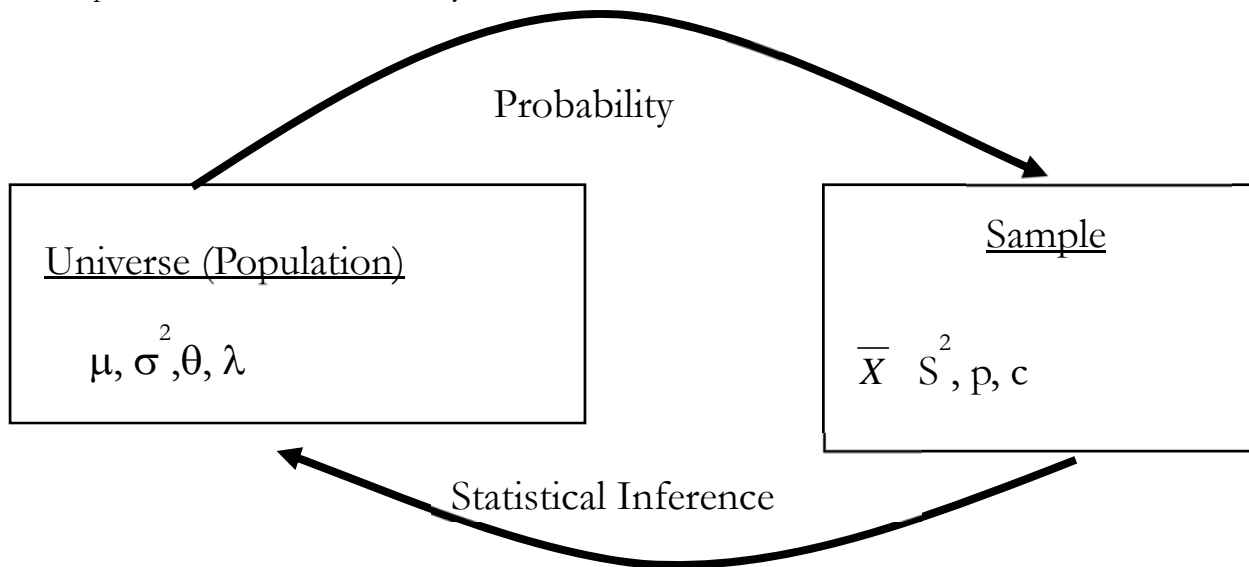 Probability
Universe (Population)
μ, σ²,θ, λ
Sample
X̅ S², p, c
Statistical Inference